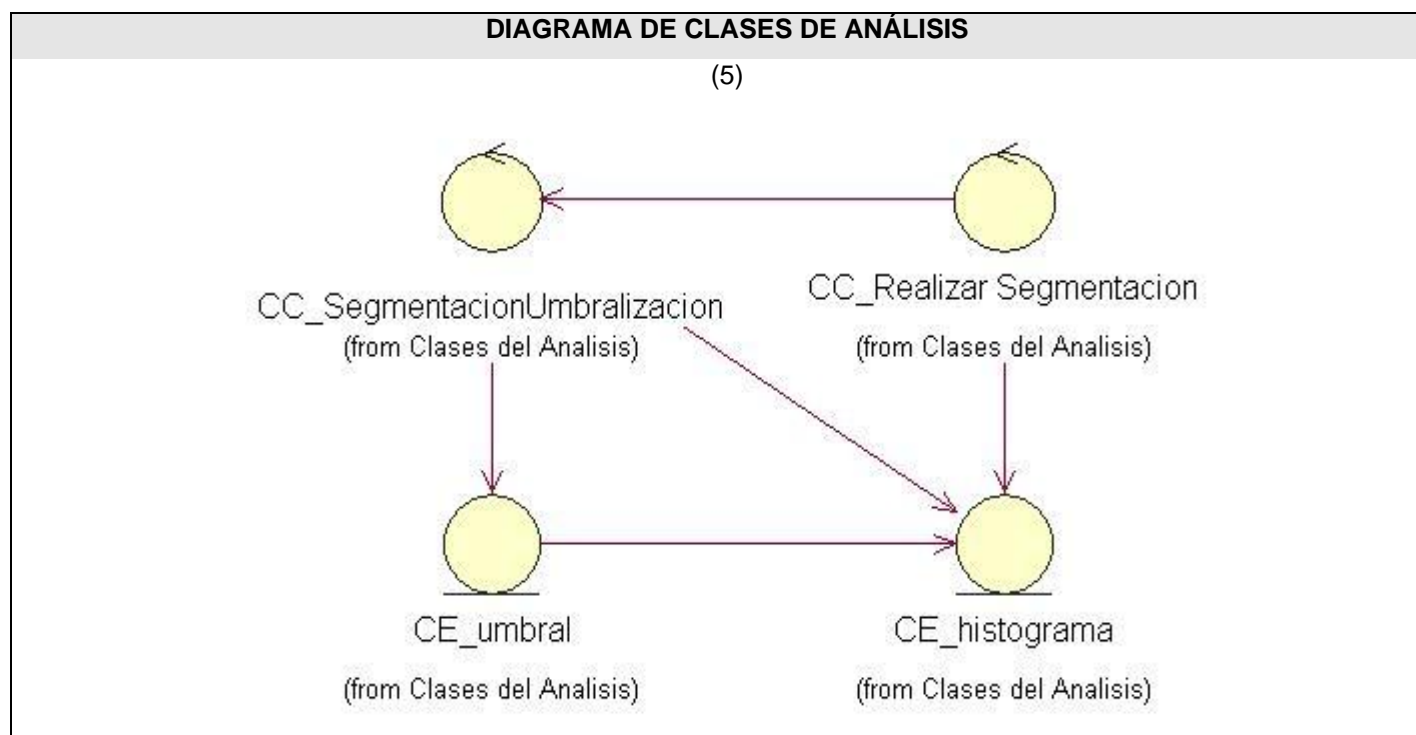 DIAGRAMA DE CLASES DE ANÁLISIS
(5)
CC_SegmentacionUmbralizacion
(from Clases del Analisis)
CC_Realizar Segmentacion
(from Clases del Analisis)
CE_umbral
(from Clases del Analisis)
CE_histograma
(from Clases del Analisis)